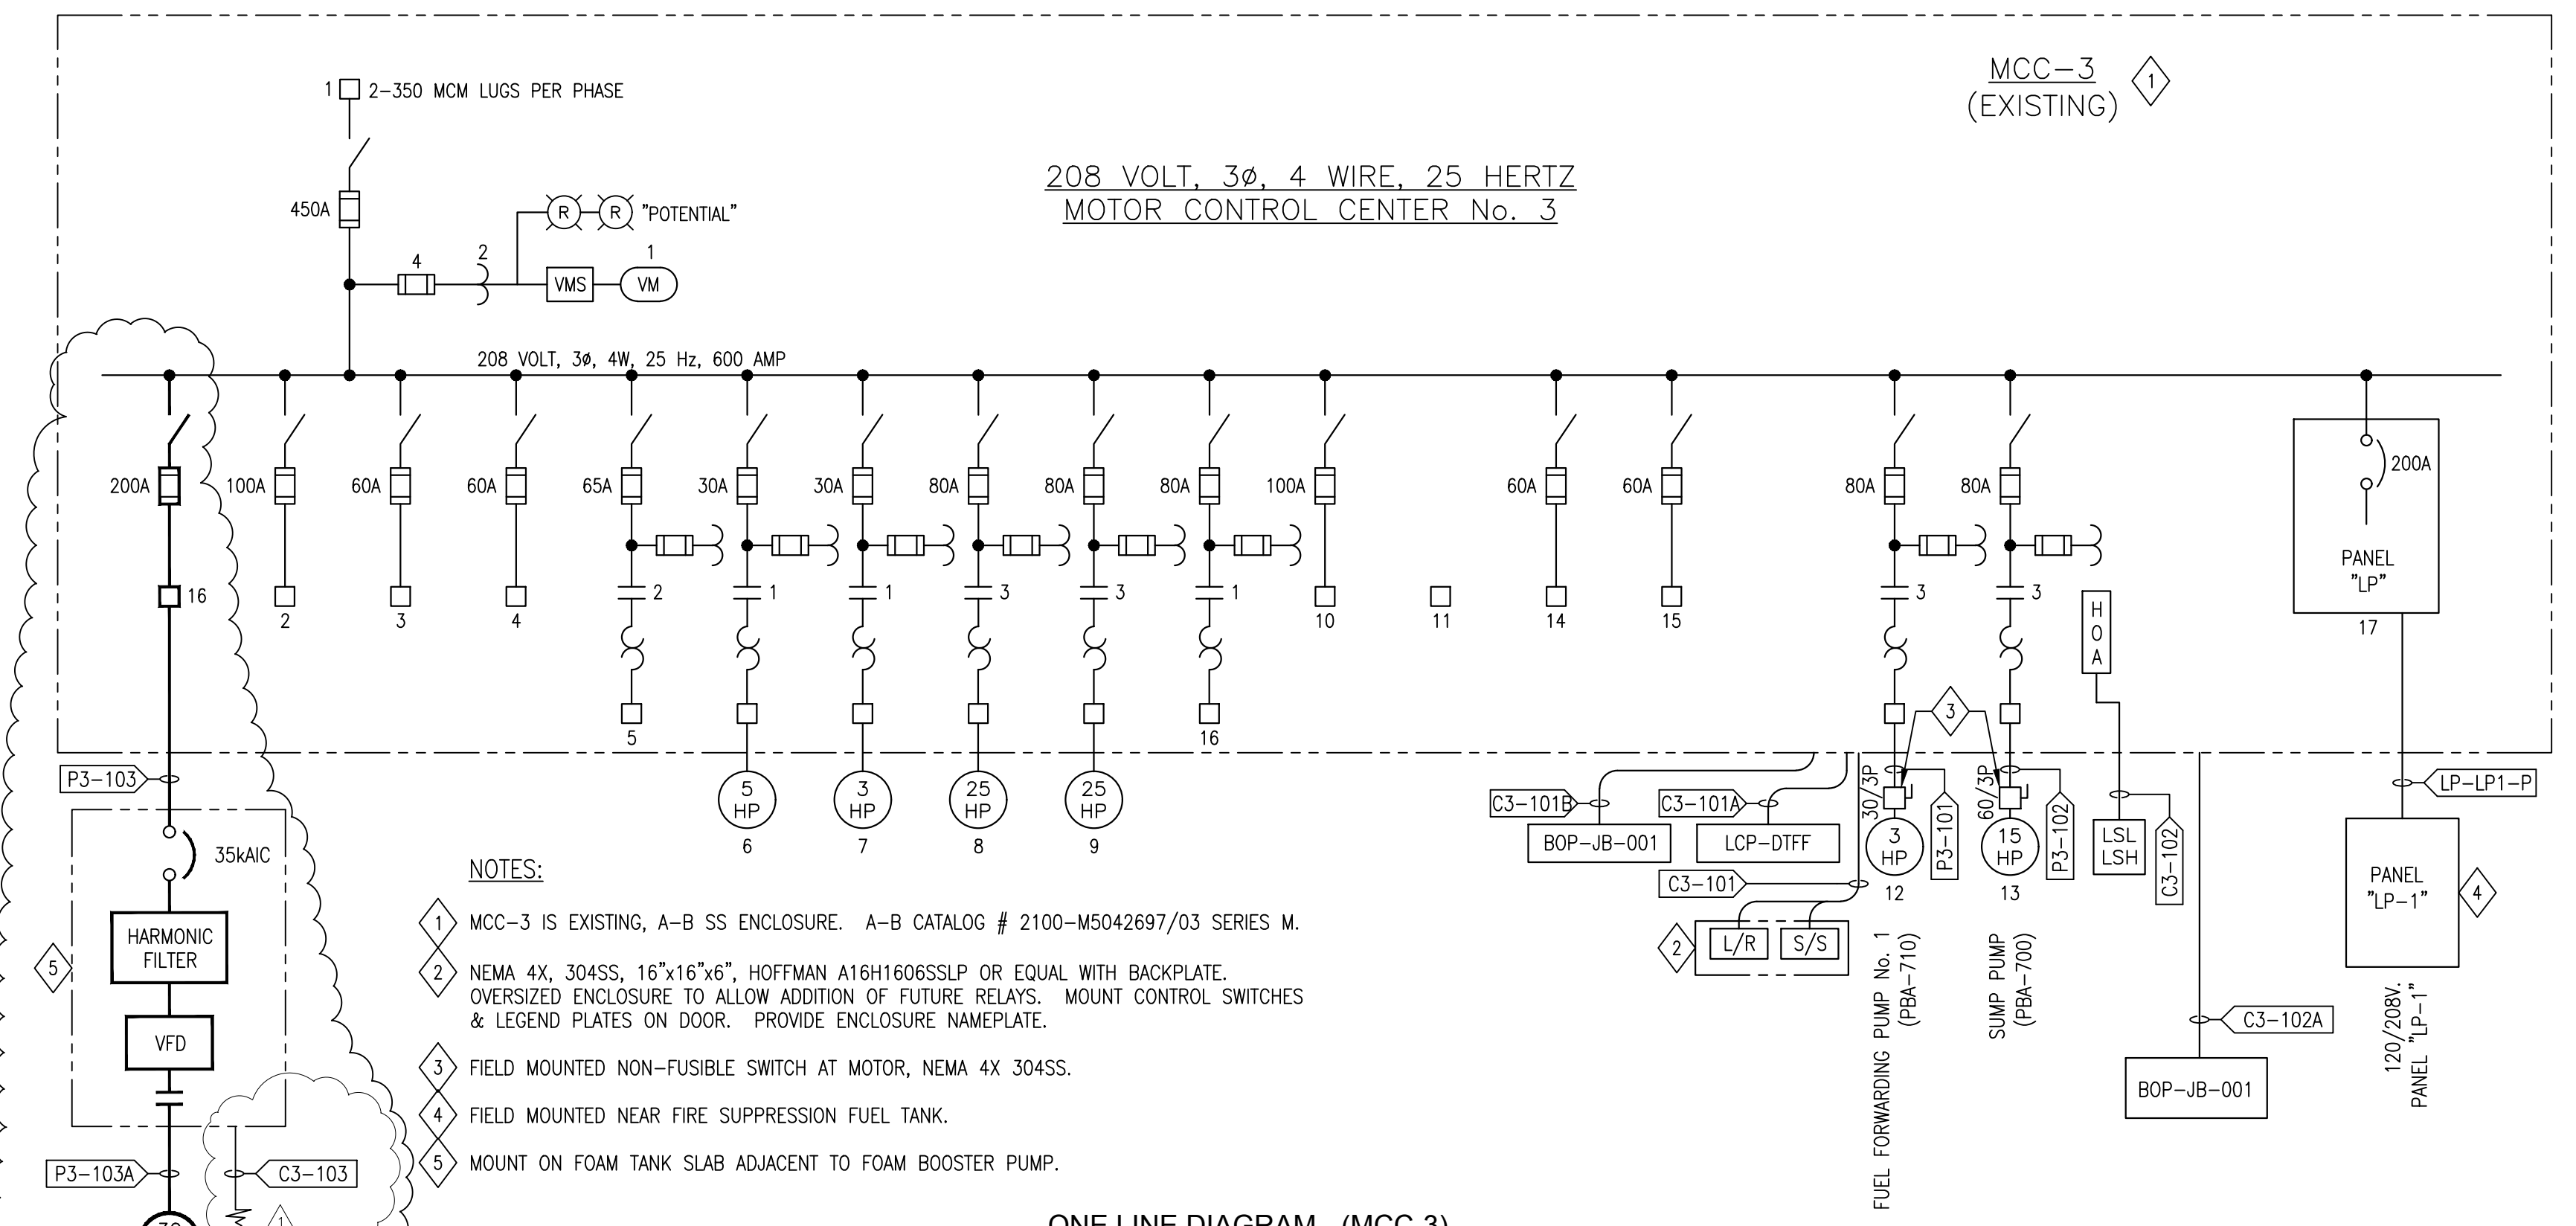 MCC-3
(EXISTING)
1
1
2-350 MCM LUGS PER PHASE
208 VOLT, 3ø, 4 WIRE, 25 HERTZ
MOTOR CONTROL CENTER No. 3
450A
R
R
"POTENTIAL"
4
2
VMS
1
VM
208 VOLT, 3ø, 4W, 25 Hz, 600 AMP
200A
100A
60A
60A
65A
30A
30A
80A
80A
80A
100A
60A
60A
80A
80A
200A
PANEL
"LP"
17
16
2
3
4
2
1
1
3
3
1
10
11
14
15
3
3
H
O
A
5
16
3
P3-103
5
HP
6
3
HP
7
25
HP
8
25
HP
9
C3-101B
BOP-JB-001
C3-101A
LCP-DTFF
C3-101
2
L/R
S/S
30/3P
3
HP
12
P3-101
FUEL FORWARDING PUMP No. 1
(PBA-710)
60/3P
15
HP
13
P3-102
SUMP PUMP
(PBA-700)
LSL
LSH
C3-102
C3-102A
BOP-JB-001
LP-LP1-P
PANEL
"LP-1"
4
120/208V.
PANEL "LP-1"
35kAIC
HARMONIC
FILTER
5
VFD
P3-103A
C3-103
1
30
NOTES:
1 MCC-3 IS EXISTING, A-B SS ENCLOSURE. A-B CATALOG # 2100-M5042697/03 SERIES M.
2 NEMA 4X, 304SS, 16"x16"x6", HOFFMAN A16H1606SSLP OR EQUAL WITH BACKPLATE.
OVERSIZED ENCLOSURE TO ALLOW ADDITION OF FUTURE RELAYS. MOUNT CONTROL SWITCHES
& LEGEND PLATES ON DOOR. PROVIDE ENCLOSURE NAMEPLATE.
3 FIELD MOUNTED NON-FUSIBLE SWITCH AT MOTOR, NEMA 4X 304SS.
4 FIELD MOUNTED NEAR FIRE SUPPRESSION FUEL TANK.
5 MOUNT ON FOAM TANK SLAB ADJACENT TO FOAM BOOSTER PUMP.
ONE LINE DIAGRAM (MCC-3)